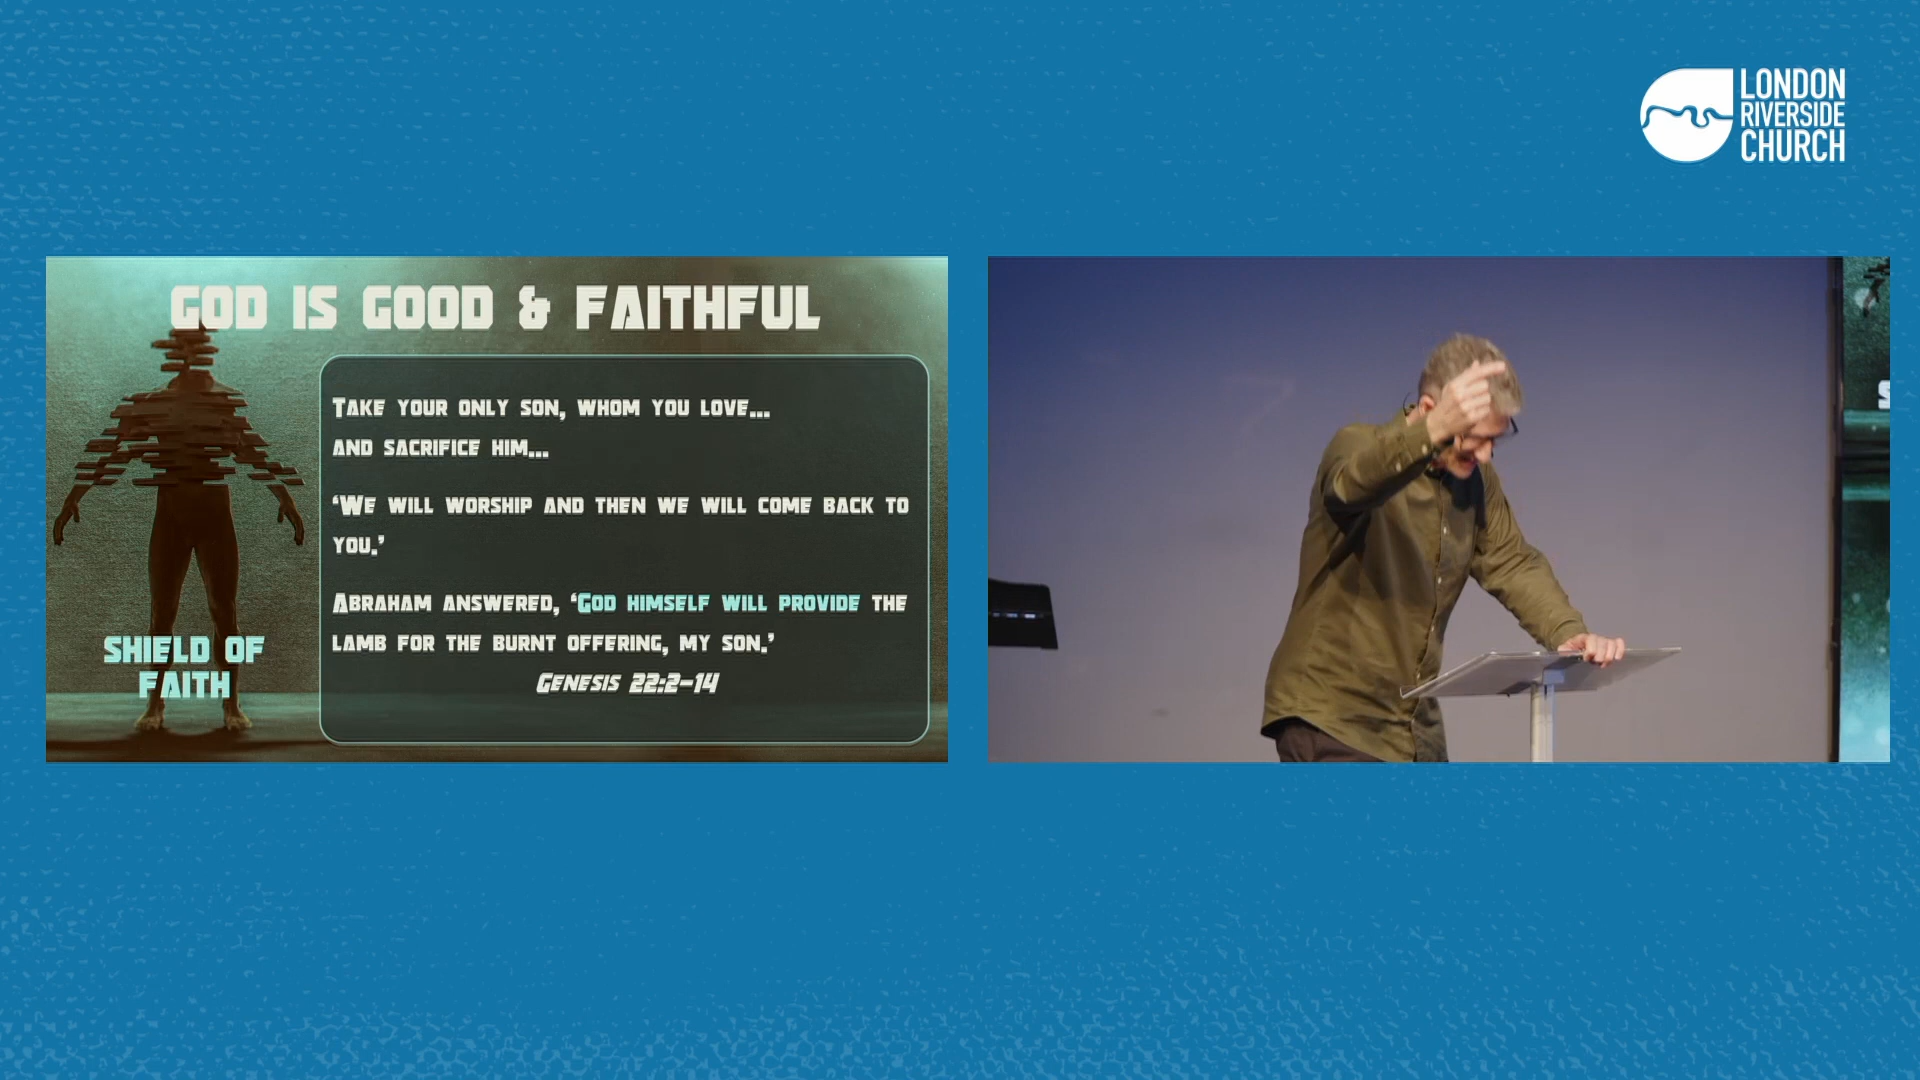 LONDON
RIVERSIDE
CHURCH
GOD IS GOOD & FAITHFUL
TAKE YOUR ONLY SON, WHOM YOU LOVE...
AND SACRIFICE HIM...
‘WE WILL WORSHIP AND THEN WE WILL COME BACK TO
YOU.’
ABRAHAM ANSWERED, ‘GOD HIMSELF WILL PROVIDE THE
LAMB FOR THE BURNT OFFERING, MY SON.’
GENESIS 22:2-14
SHIELD OF
FAITH